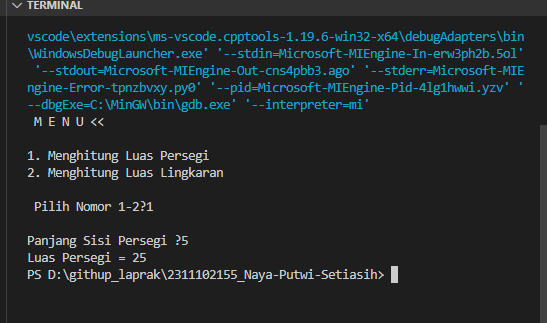 TERMINAL
vscode\extensions\ms-vscode.cpptools-1.19.6-win32-x64\debugAdapters\bin
\WindowsDebugLauncher.exe' '--stdin=Microsoft-MIEngine-In-erw3ph2b.5ol'
'--stdout=Microsoft-MIEngine-Out-cns4pbb3.ago' '--stderr=Microsoft-MIE
ngine-Error-tpnzbvxy.py0' '--pid=Microsoft-MIEngine-Pid-4lg1hwwi.yzv' '
--dbgExe=C:\MinGW\bin\gdb.exe' '--interpreter=mi'
M E N U <<
1. Menghitung Luas Persegi
2. Menghitung Luas Lingkaran
Pilih Nomor 1-2?1
Panjang Sisi Persegi ?5
Luas Persegi = 25
PS D:\githup_laprak\2311102155_Naya-Putwi-Setiasih>